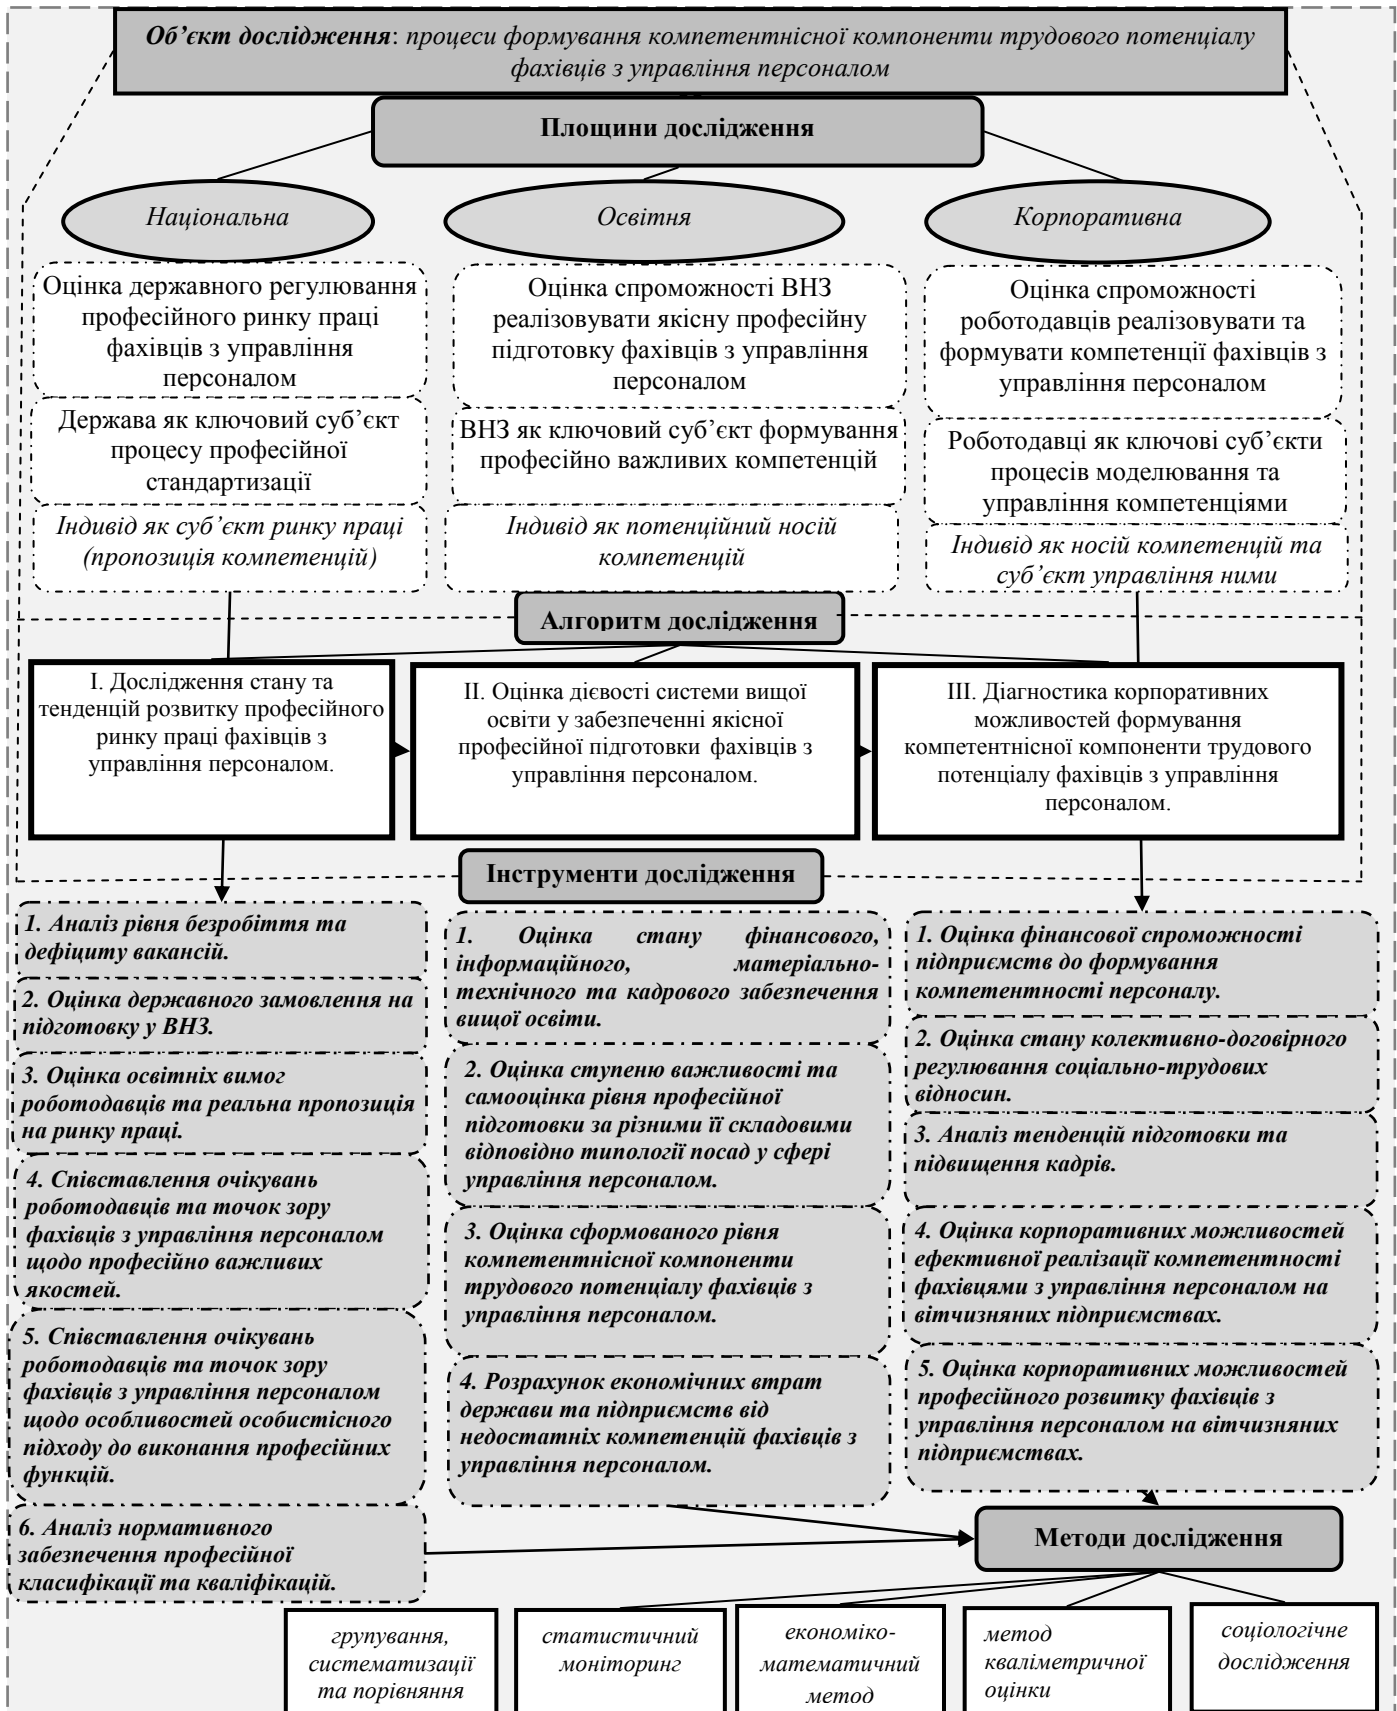 Об’єкт дослідження: процеси формування компетентнісної компоненти трудового потенціалу
фахівців з управління персоналом
Площини дослідження
Національна
Освітня
Корпоративна
Оцінка державного регулювання
професійного ринку праці
фахівців з управління
персоналом
Держава як ключовий суб’єкт
процесу професійної
стандартизації
Індивід як суб’єкт ринку праці
(пропозиція компетенцій)
Оцінка спроможності ВНЗ
реалізовувати якісну професійну
підготовку фахівців з управління
персоналом
ВНЗ як ключовий суб’єкт формування
професійно важливих компетенцій
Індивід як потенційний носій
компетенцій
Оцінка спроможності
роботодавців реалізовувати та
формувати компетенції фахівців з
управління персоналом
Роботодавці як ключові суб’єкти
процесів моделювання та
управління компетенціями
Індивід як носій компетенцій та
суб’єкт управління ними
Алгоритм дослідження
І. Дослідження стану та
тенденцій розвитку професійного
ринку праці фахівців з
управління персоналом.
ІІ. Оцінка дієвості системи вищої
освіти у забезпеченні якісної
професійної підготовки фахівців з
управління персоналом.
ІІІ. Діагностика корпоративних
можливостей формування
компетентнісної компоненти трудового
потенціалу фахівців з управління
персоналом.
Інструменти дослідження
1. Аналіз рівня безробіття та
дефіциту вакансій.
2. Оцінка державного замовлення на
підготовку у ВНЗ.
3. Оцінка освітніх вимог
роботодавців та реальна пропозиція
на ринку праці.
4. Співставлення очікувань
роботодавців та точок зору
фахівців з управління персоналом
щодо професійно важливих
якостей.
5. Співставлення очікувань
роботодавців та точок зору
фахівців з управління персоналом
щодо особливостей особистісного
підходу до виконання професійних
функцій.
6. Аналіз нормативного
забезпечення професійної
класифікації та кваліфікацій.
1. Оцінка стану фінансового,
інформаційного, матеріально-
технічного та кадрового забезпечення
вищої освіти.
2. Оцінка ступеню важливості та
самооцінка рівня професійної
підготовки за різними її складовими
відповідно типології посад у сфері
управління персоналом.
3. Оцінка сформованого рівня
компетентнісної компоненти
трудового потенціалу фахівців з
управління персоналом.
4. Розрахунок економічних втрат
держави та підприємств від
недостатніх компетенцій фахівців з
управління персоналом.
1. Оцінка фінансової спроможності
підприємств до формування
компетентності персоналу.
2. Оцінка стану колективно-договірного
регулювання соціально-трудових
відносин.
3. Аналіз тенденцій підготовки та
підвищення кадрів.
4. Оцінка корпоративних можливостей
ефективної реалізації компетентності
фахівцями з управління персоналом на
вітчизняних підприємствах.
5. Оцінка корпоративних можливостей
професійного розвитку фахівців з
управління персоналом на вітчизняних
підприємствах.
Методи дослідження
групування,
систематизації
та порівняння
статистичний
моніторинг
економіко-
математичний
метод
метод
кваліметричної
оцінки
соціологічне
дослідження